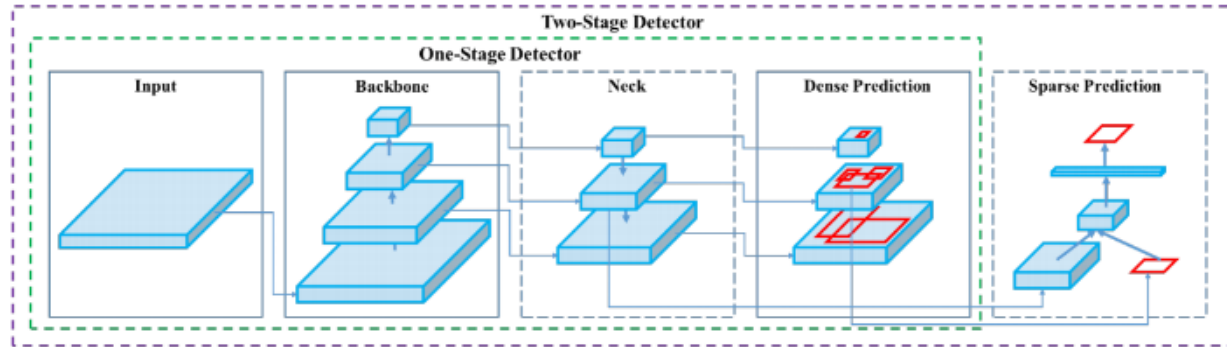 Two-Stage Detector
One-Stage Detector
Input
Backbone
Neck
Dense Prediction
Sparse Prediction